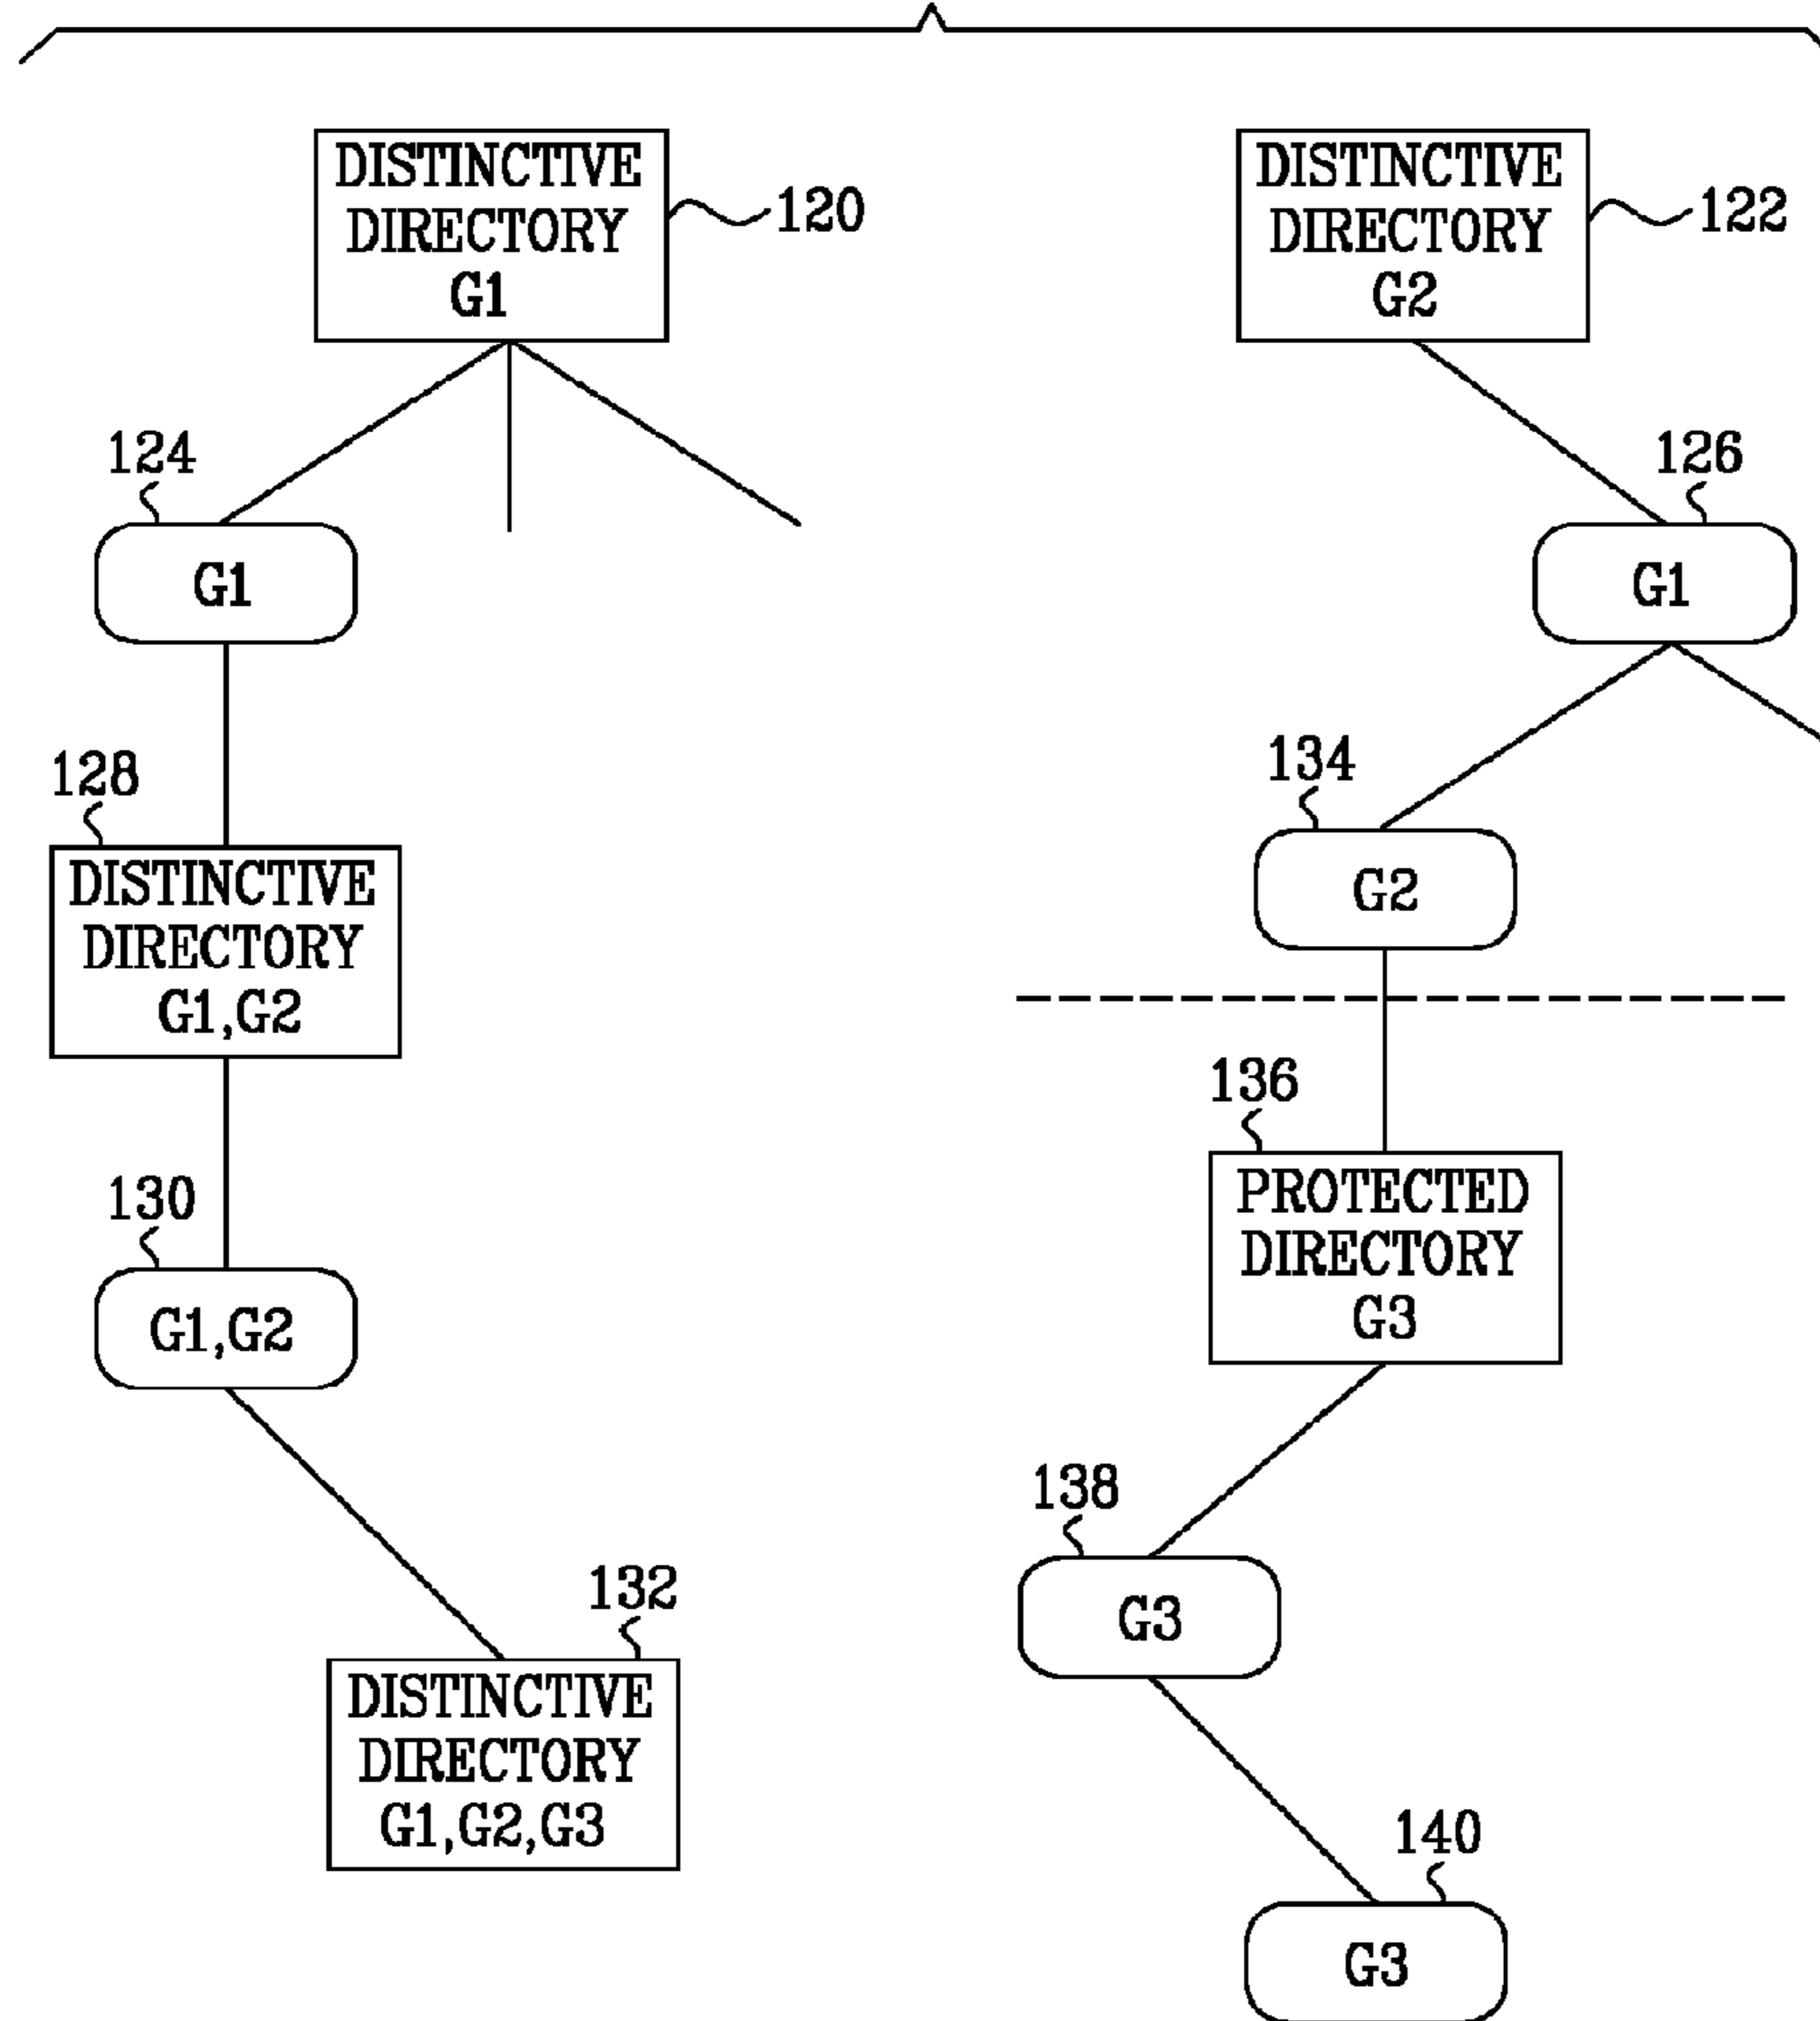 DISTINCTIVE
DIRECTORY
G1
120
DISTINCTIVE
DIRECTORY
G2
122
124
G1
126
G1
128
DISTINCTIVE
DIRECTORY
G1,G2
134
G2
136
PROTECTED
DIRECTORY
G3
130
G1,G2
138
G3
132
DISTINCTIVE
DIRECTORY
G1,G2,G3
140
G3